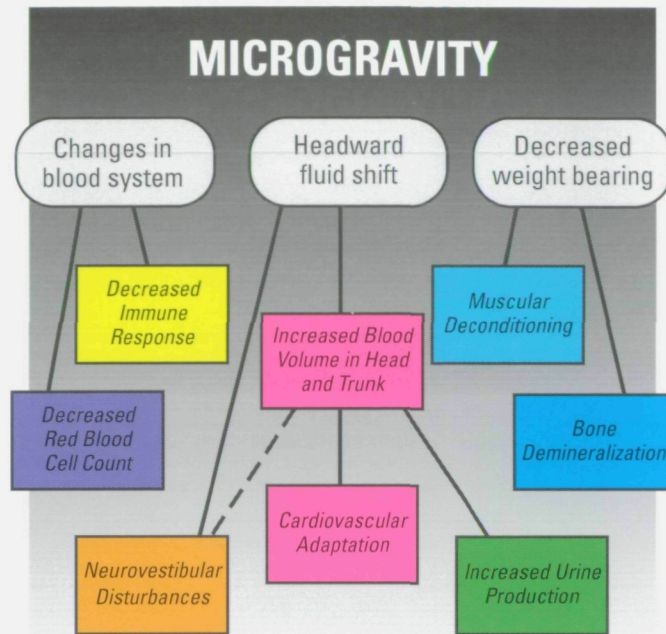 MICROGRAVITY
Changes in
blood system
Headward
fluid shift
Decreased
weight bearing
Decreased
Immune
Response
Increased Blood
Volume in Head
and Trunk
Muscular
Deconditioning
Decreased
Red Blood
Cell Count
Bone
Demineralization
Cardiovascular
Adaptation
Neurovestibular
Disturbances
Increased Urine
Production